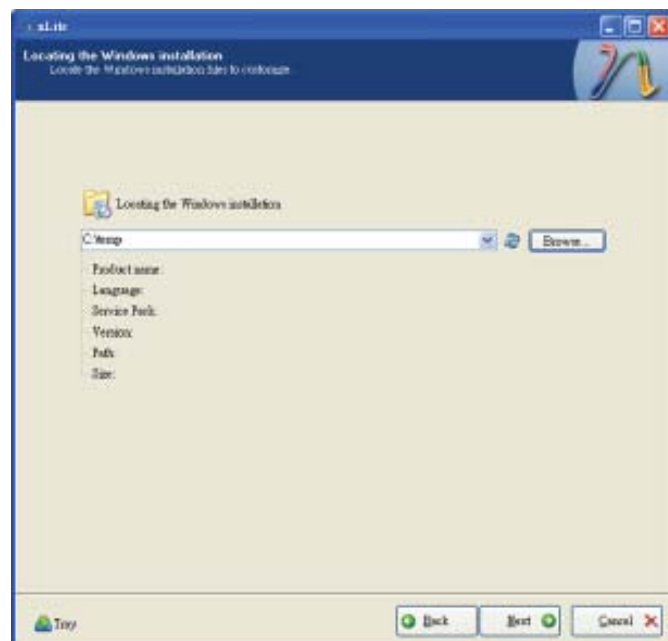 nLite
Locating the Windows installation
Locate the Windows installation files to customize
Locating the Windows installation
C:\temp
Browse...
Product name:
Language:
Service Pack:
Version:
Path:
Size:
Tray
Back
Next
Cancel